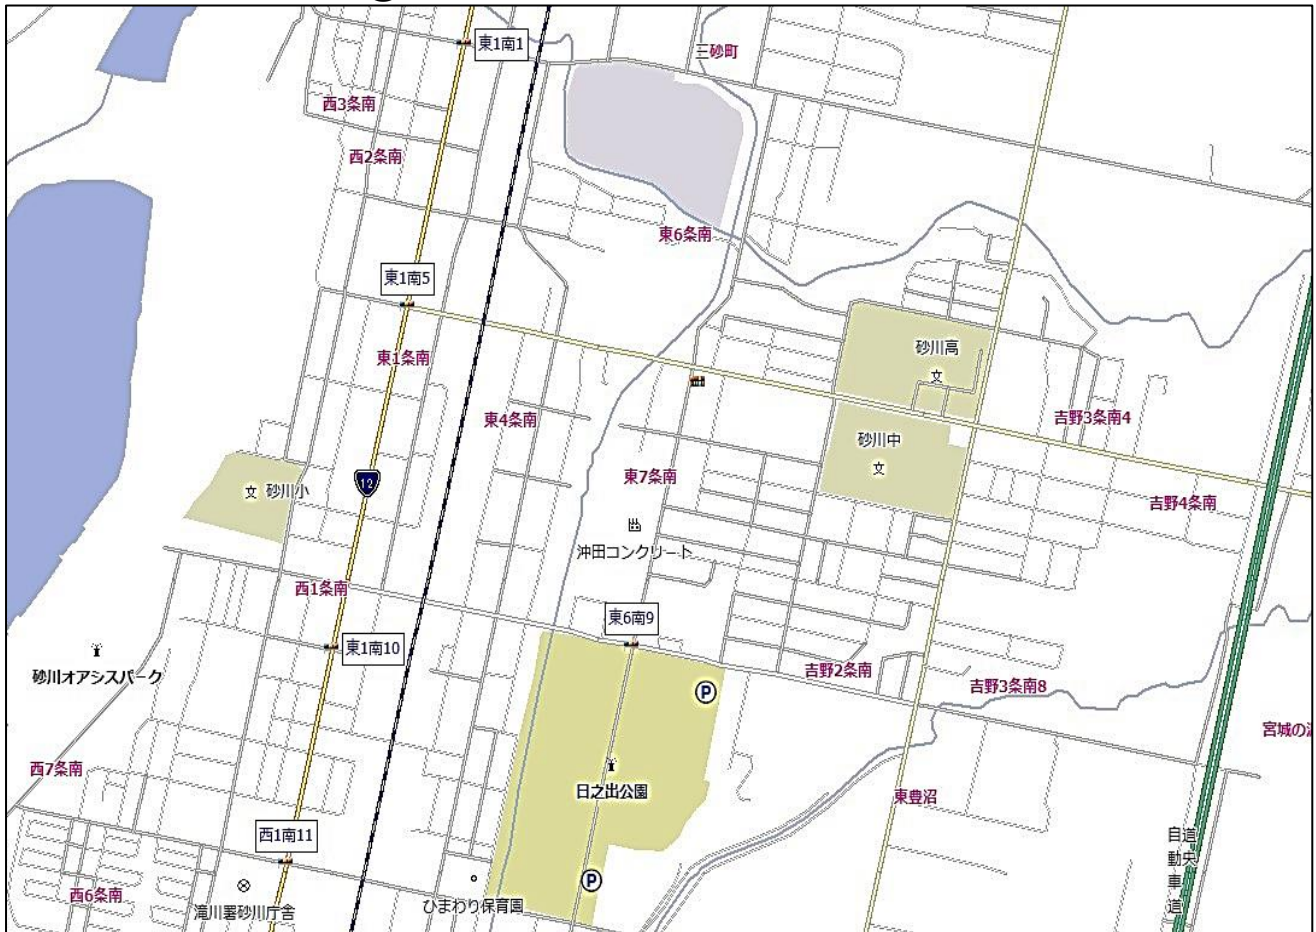 東1南1
三砂町
西3条南
西2条南
東6条南
東1南5
砂川高
文
東1条南
吉野3条南4
東4条南
砂川中
文
東7条南
12
文 砂川小
吉野4条南
沖田コンクリート
西1条南
東6南9
東1南10
吉野2条南
砂川オアシスパーク
吉野3条南8
P
宮城の
西7条南
日之出公園
東豊沼
西1南11
道央
自動車道
P
西6条南
ひまわり保育園
滝川署砂川庁舎